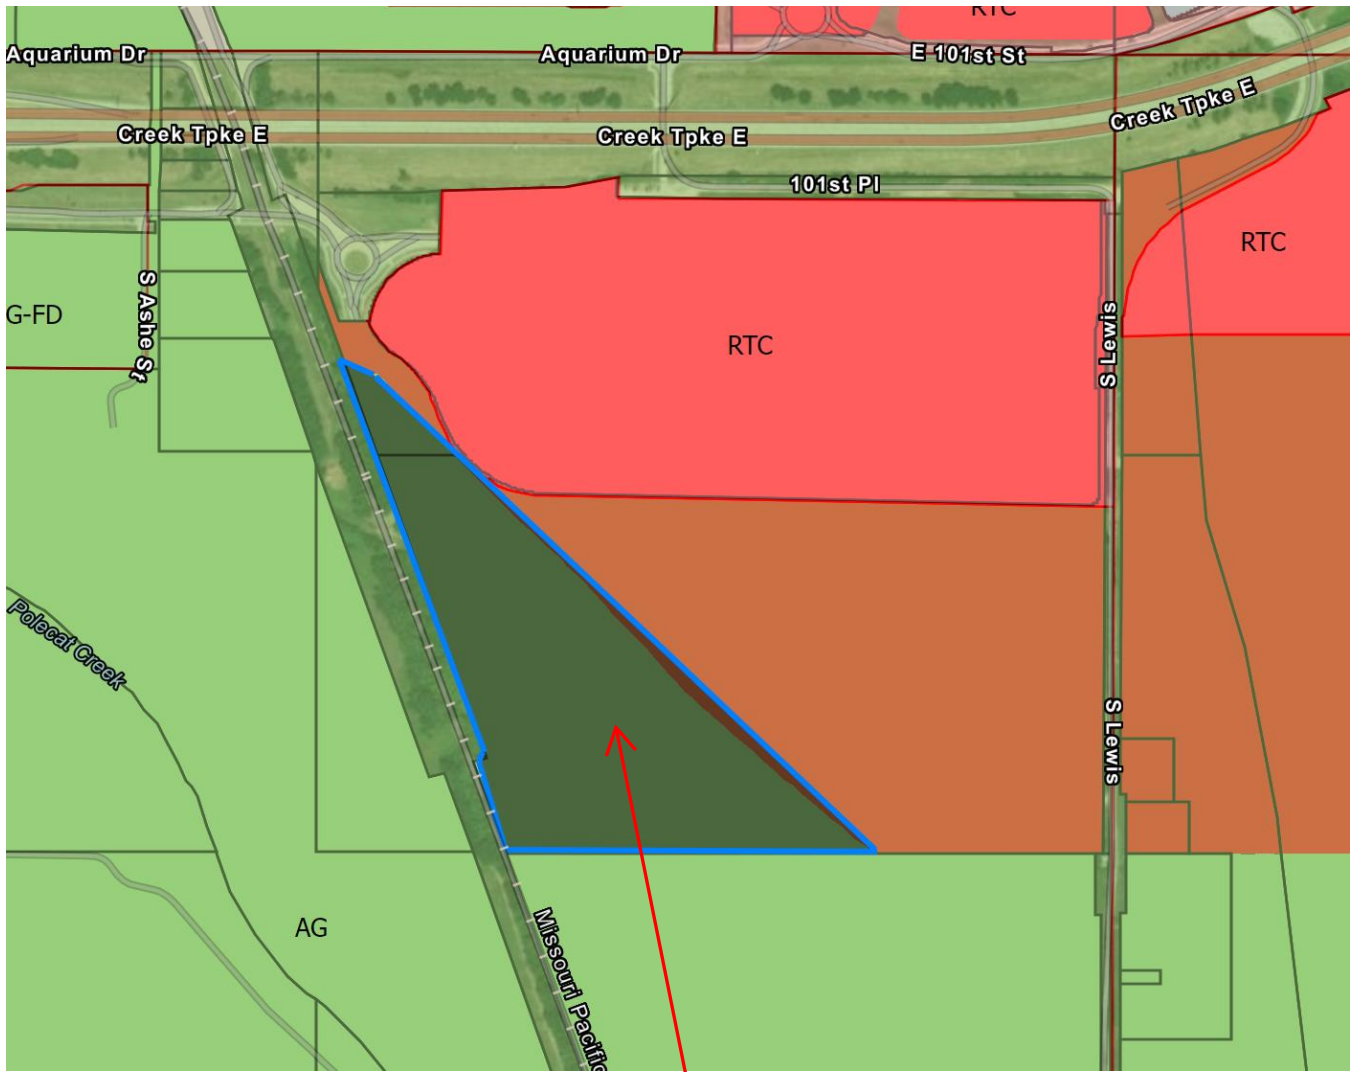 RTC
Aquarium Dr
Aquarium Dr
E 101st St
Creek Tpke E
Creek Tpke E
Creek Tpke E
101st Pl
RTC
S Ashe St
G-FD
S Lewis
RTC
Polecat Creek
S Lewis
AG
Missouri Pacific